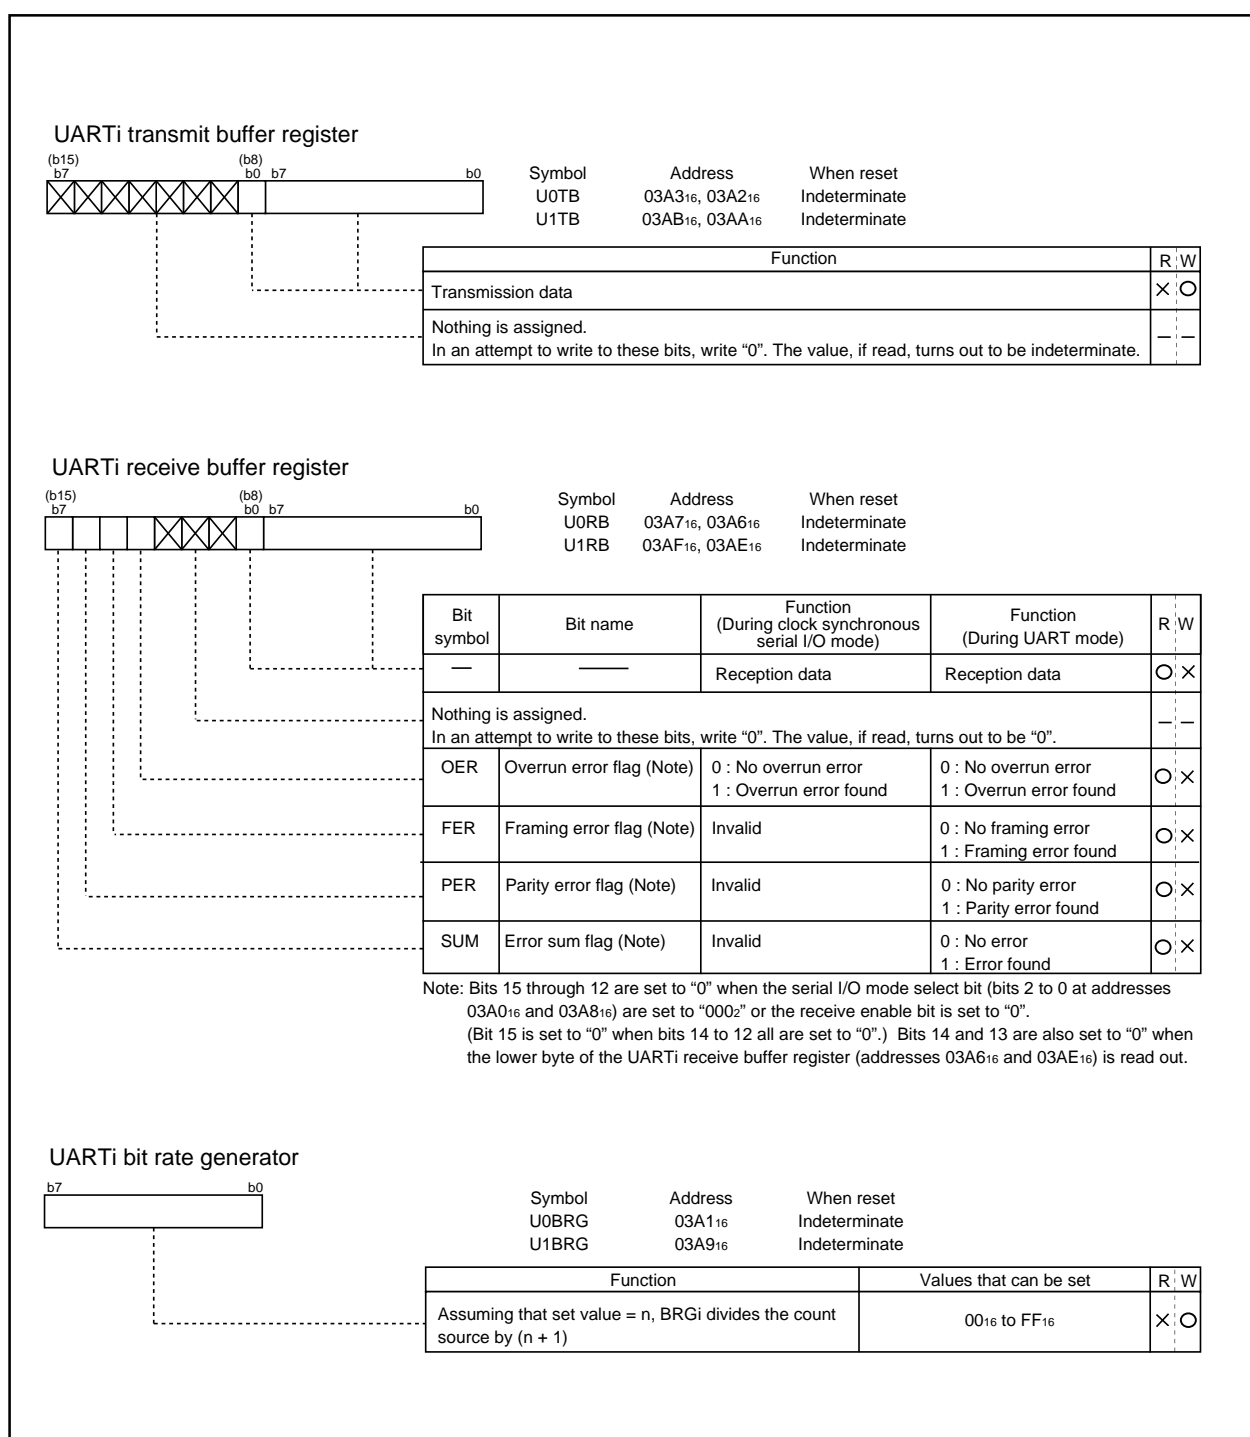 UARTi transmit buffer register
(b15) (b8)
b7 b0 b7 b0
Symbol Address When reset
U0TB 03A316, 03A216 Indeterminate
U1TB 03AB16, 03AA16 Indeterminate
Function R W
Transmission data
Nothing is assigned.
In an attempt to write to these bits, write “0”. The value, if read, turns out to be indeterminate.
UARTi receive buffer register
(b15) (b8)
b7 b0 b7 b0
Symbol Address When reset
U0RB 03A716, 03A616 Indeterminate
U1RB 03AF16, 03AE16 Indeterminate
Bit symbol Bit name Function (During clock synchronous serial I/O mode) Function (During UART mode) R W
— — Reception data Reception data
Nothing is assigned.
In an attempt to write to these bits, write “0”. The value, if read, turns out to be “0”.
OER Overrun error flag (Note) 0 : No overrun error 0 : No overrun error
1 : Overrun error found 1 : Overrun error found
FER Framing error flag (Note) Invalid 0 : No framing error
1 : Framing error found
PER Parity error flag (Note) Invalid 0 : No parity error
1 : Parity error found
SUM Error sum flag (Note) Invalid 0 : No error
1 : Error found
Note: Bits 15 through 12 are set to “0” when the serial I/O mode select bit (bits 2 to 0 at addresses
03A016 and 03A816) are set to “0002” or the receive enable bit is set to “0”.
(Bit 15 is set to “0” when bits 14 to 12 all are set to “0”.) Bits 14 and 13 are also set to “0” when
the lower byte of the UARTi receive buffer register (addresses 03A616 and 03AE16) is read out.
UARTi bit rate generator
b7 b0
Symbol Address When reset
U0BRG 03A116 Indeterminate
U1BRG 03A916 Indeterminate
Function Values that can be set R W
Assuming that set value = n, BRGi divides the count
source by (n + 1)
0016 to FF16